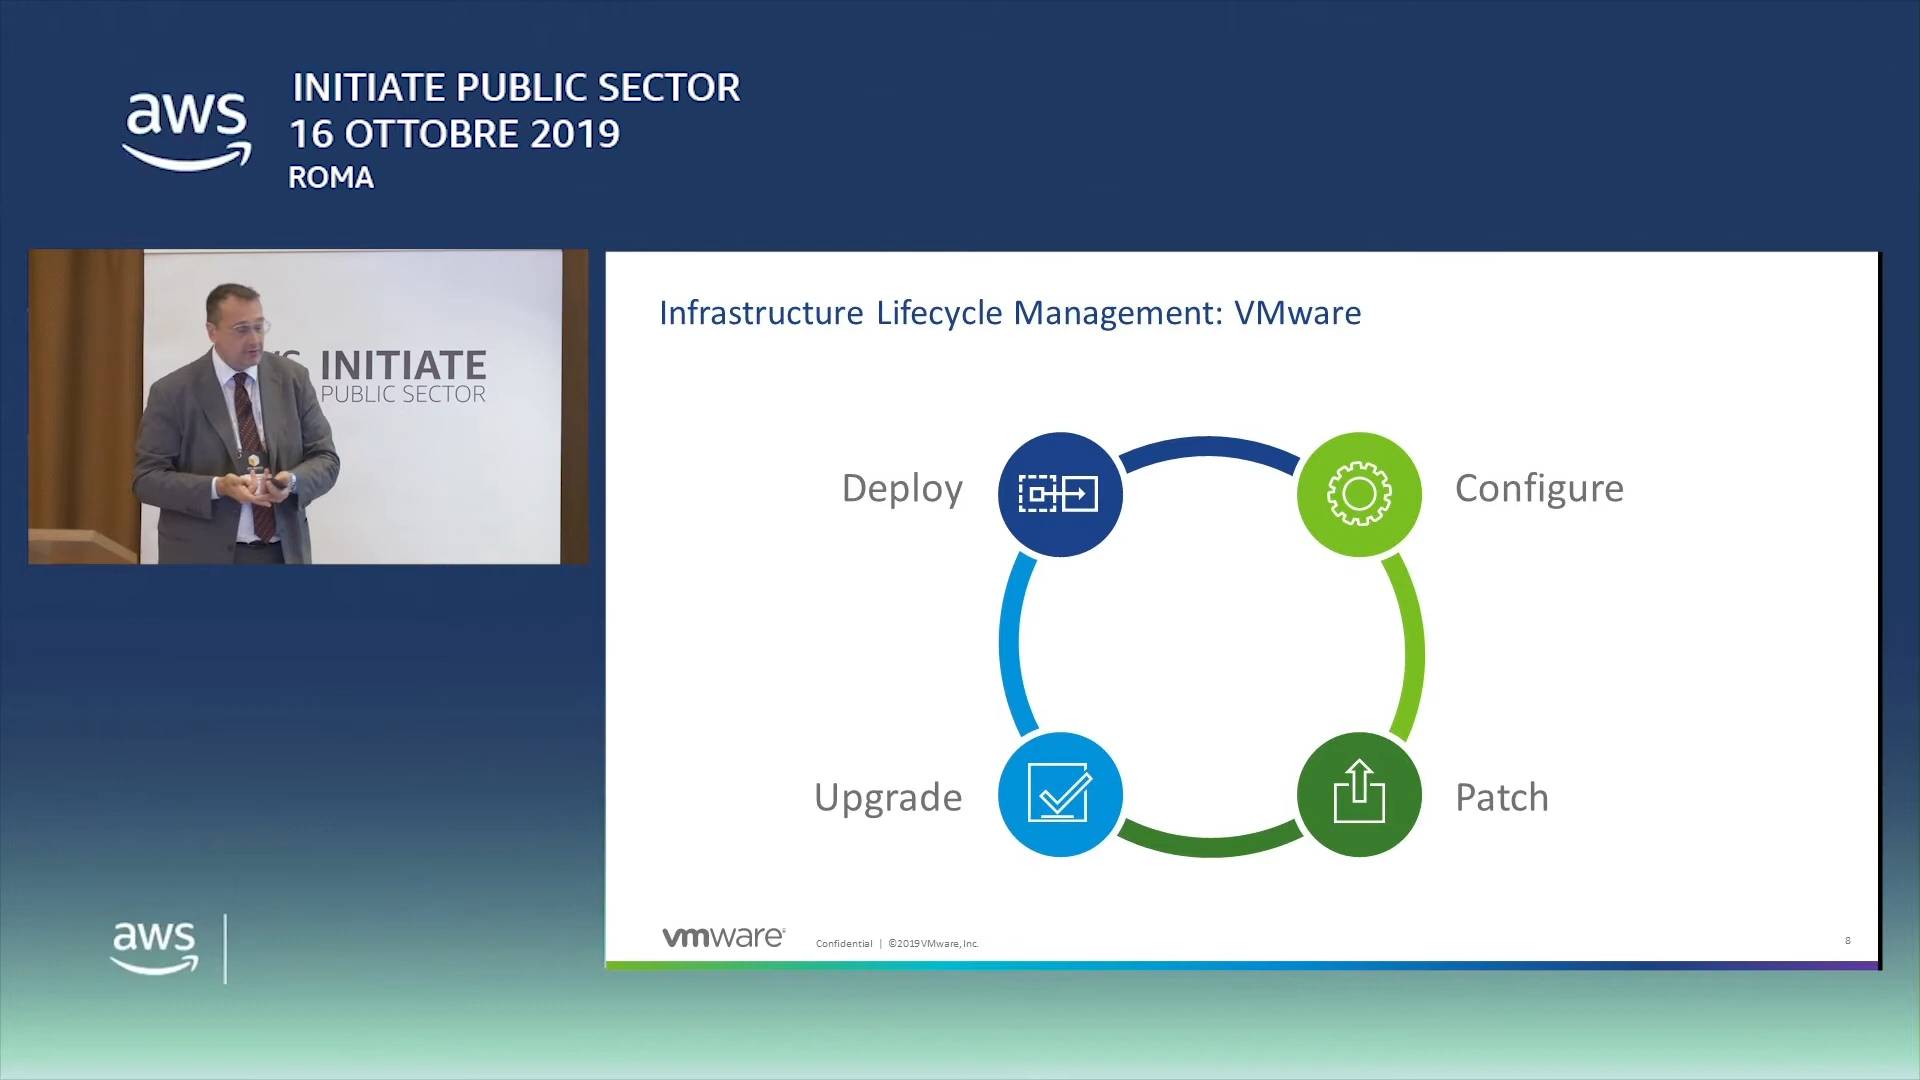 aws
INITIATE PUBLIC SECTOR
16 OTTOBRE 2019
ROMA
INITIATE
PUBLIC SECTOR
Infrastructure Lifecycle Management: VMware
Deploy
Configure
Upgrade
Patch
vmware
Confidential | ©2019 VMware, Inc.
8
aws